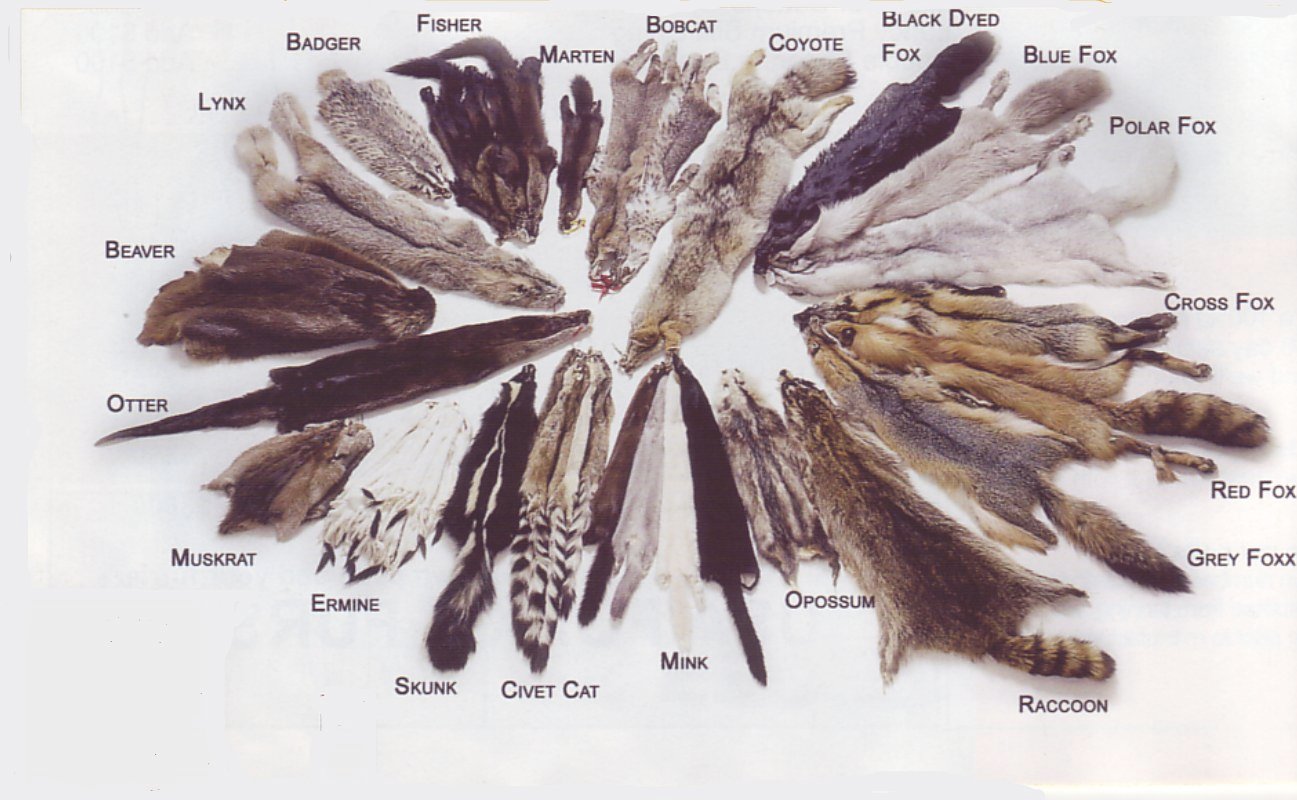 FISHER
BOBCAT
BLACK DYED
FOX
BADGER
MARTEN
COYOTE
BLUE FOX
LYNX
POLAR FOX
BEAVER
CROSS FOX
OTTER
RED FOX
MUSKRAT
GREY FOXX
ERMINE
OPOSSUM
SKUNK
CIVET CAT
MINK
RACCOON